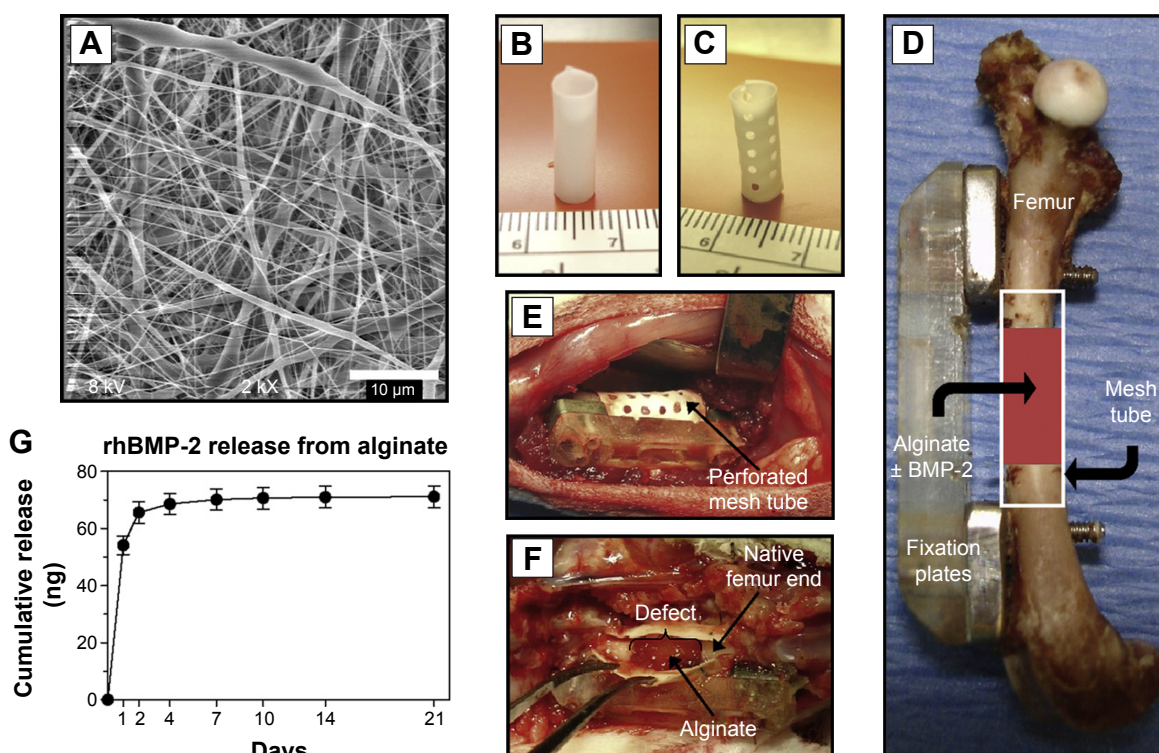 A
8 kV
2 kX
10 µm
B
6
7
C
6
7
D
Femur
Alginate
± BMP-2
Mesh
tube
Fixation
plates
E
Perforated
mesh tube
F
Native
femur end
Defect
Alginate
G
rhBMP-2 release from alginate
Cumulative release
(ng)
80
60
40
20
0
1 2 4 7 10 14 21
Days